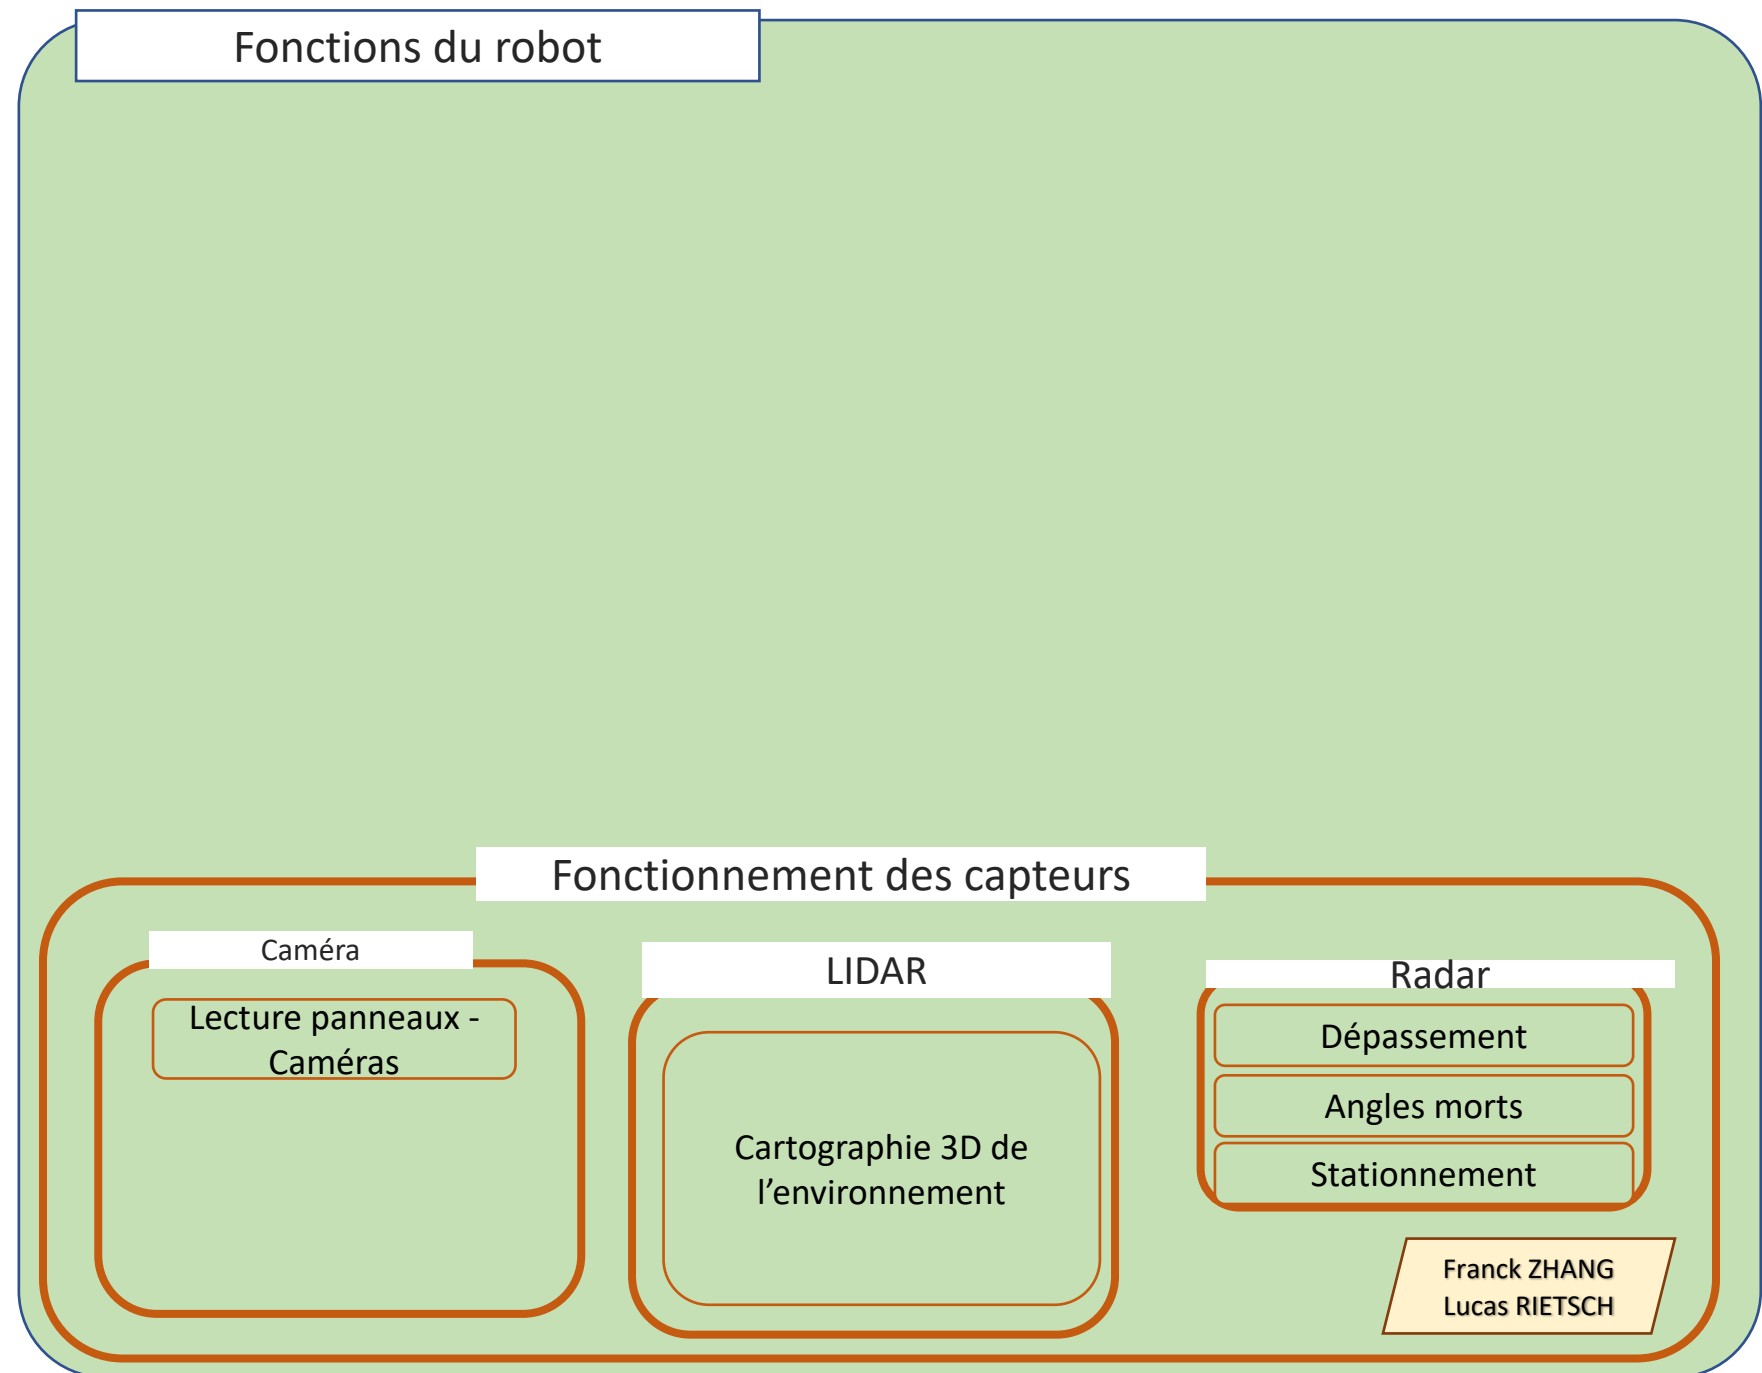 Fonctions du robot
Fonctionnement des capteurs
Caméra
Lecture panneaux -
Caméras
LIDAR
Cartographie 3D de
l’environnement
Radar
Dépassement
Angles morts
Stationnement
Franck ZHANG
Lucas RIETSCH